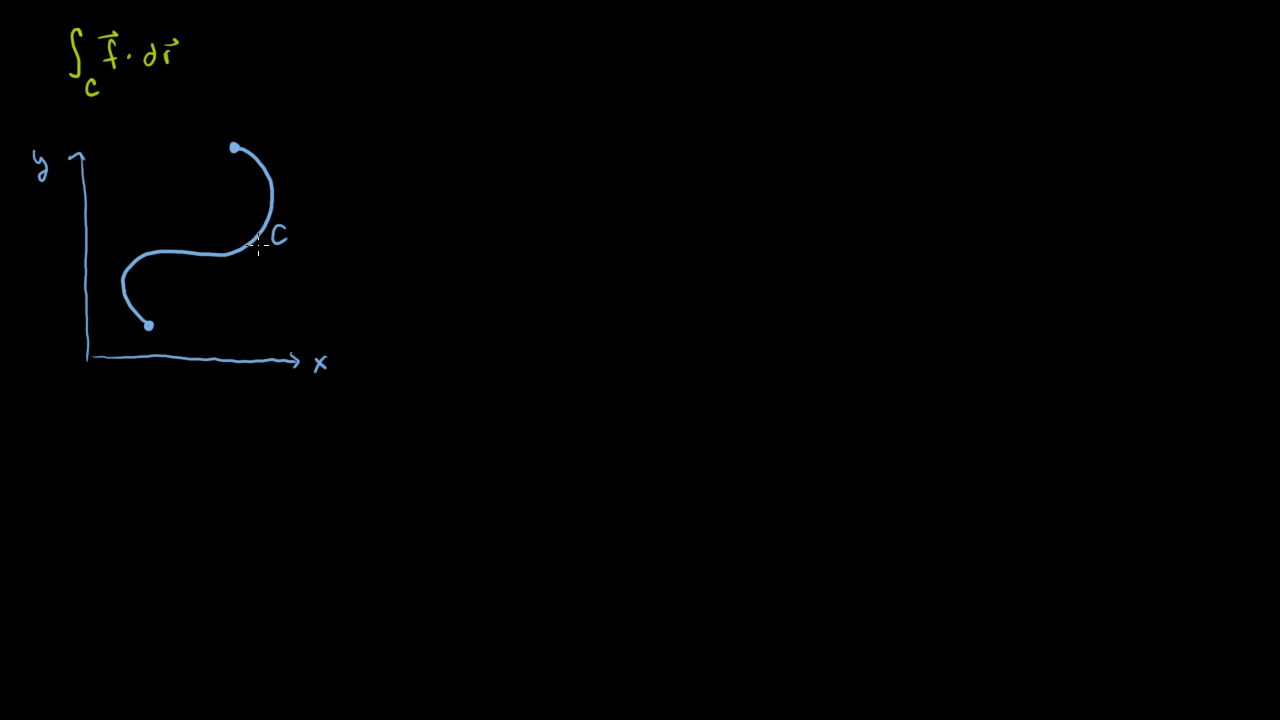 ∫_C f⃗ · dr⃗
y
C
x